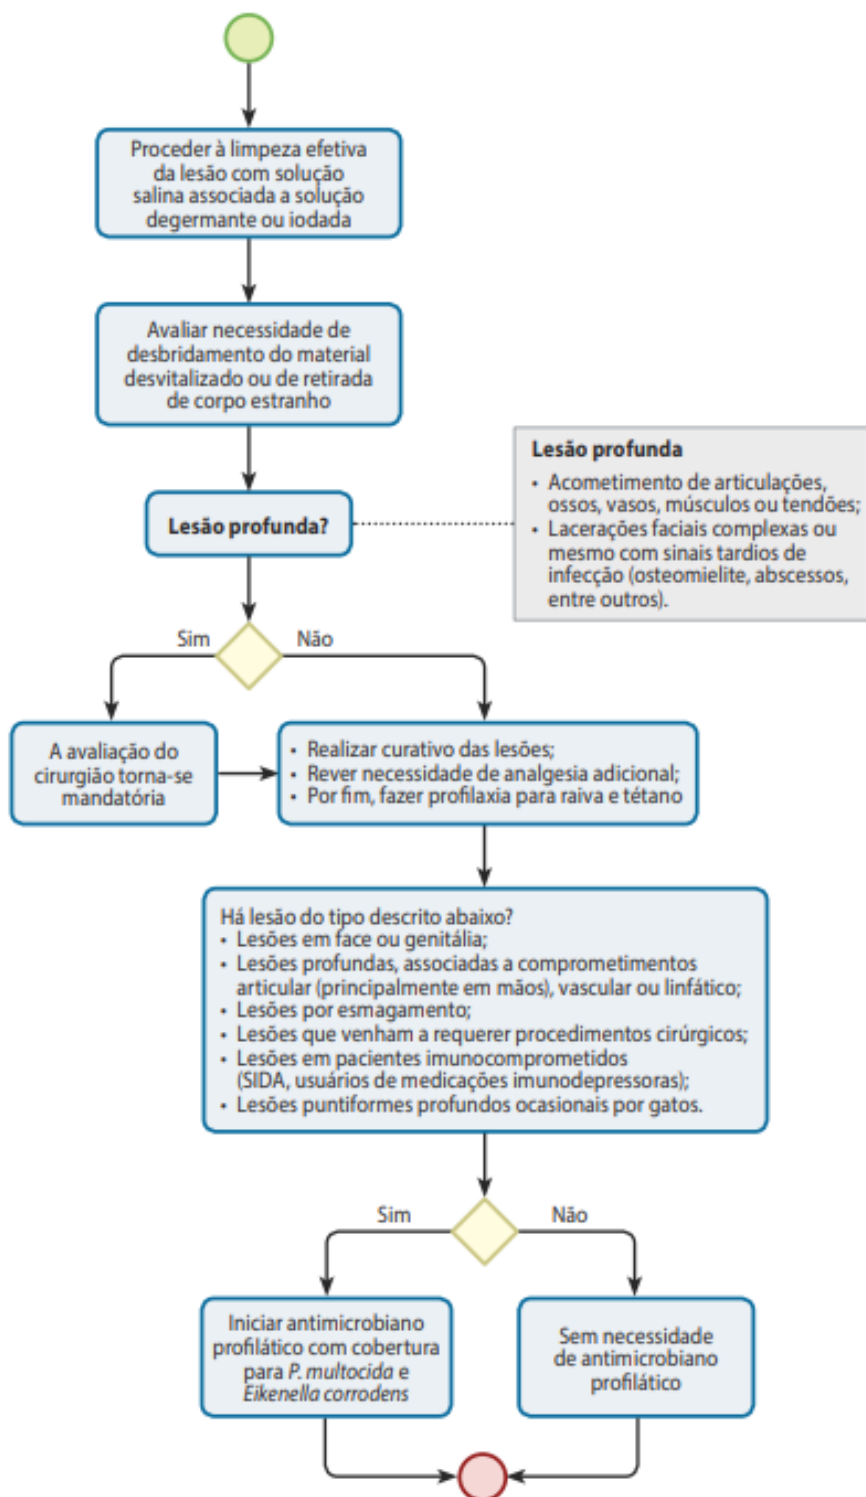 Proceder à limpeza efetiva
da lesão com solução
salina associada a solução
degermante ou iodada
Avaliar necessidade de
desbridamento do material
desvitalizado ou de retirada
de corpo estranho
Lesão profunda?
Lesão profunda
• Acometimento de articulações,
ossos, vasos, músculos ou tendões;
• Lacerações faciais complexas ou
mesmo com sinais tardios de
infecção (osteomielite, abscessos,
entre outros).
Sim
Não
A avaliação do
cirurgião torna-se
mandatória
• Realizar curativo das lesões;
• Rever necessidade de analgesia adicional;
• Por fim, fazer profilaxia para raiva e tétano
Há lesão do tipo descrito abaixo?
• Lesões em face ou genitália;
• Lesões profundas, associadas a comprometimentos
articular (principalmente em mãos), vascular ou linfático;
• Lesões por esmagamento;
• Lesões que venham a requerer procedimentos cirúrgicos;
• Lesões em pacientes imunocomprometidos
(SIDA, usuários de medicações imunodepressoras);
• Lesões puntiformes profundos ocasionais por gatos.
Sim
Não
Iniciar antimicrobiano
profilático com cobertura
para P. multocida e
Eikenella corrodens
Sem necessidade
de antimicrobiano
profilático